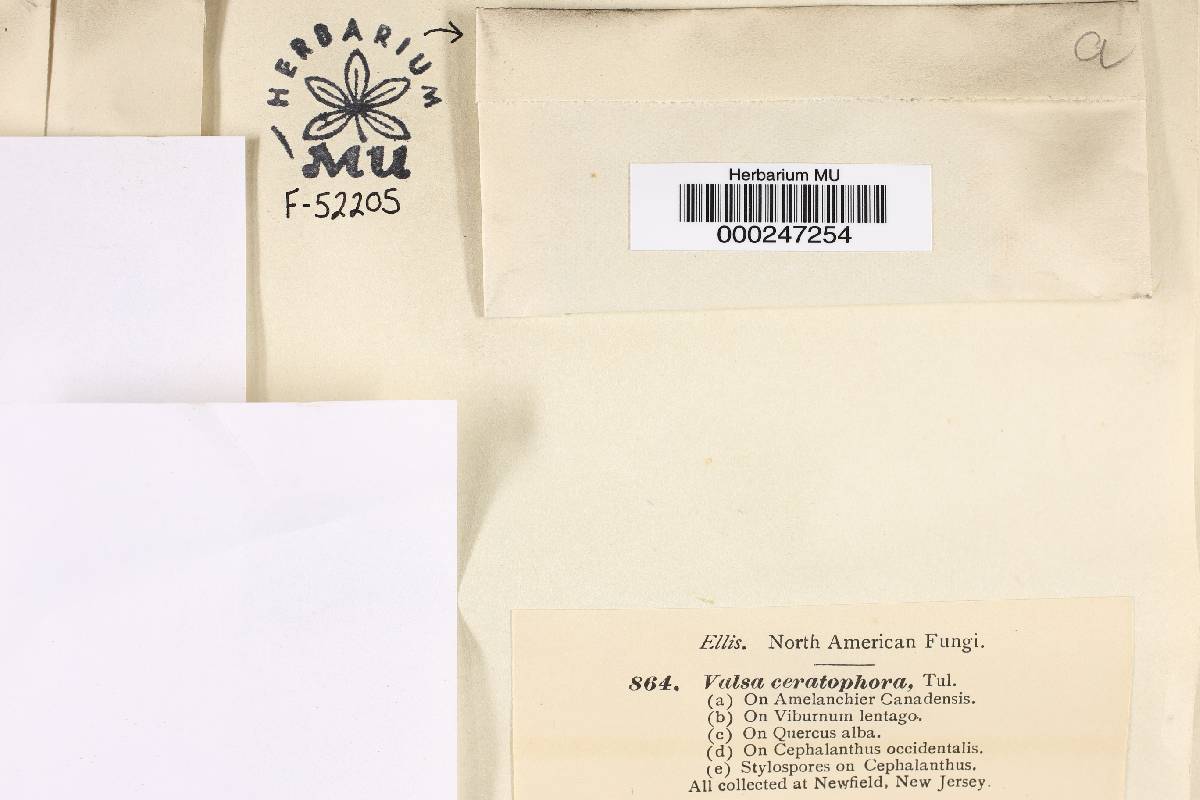 HERBARIUM
MU
F-52205
a
Herbarium MU
000247254
Ellis. North American Fungi.
864. Valsa ceratophora, Tul.
(a) On Amelanchier Canadensis.
(b) On Viburnum lentago.
(c) On Quercus alba.
(d) On Cephalanthus occidentalis.
(e) Stylospores on Cephalanthus.
All collected at Newfield, New Jersey.